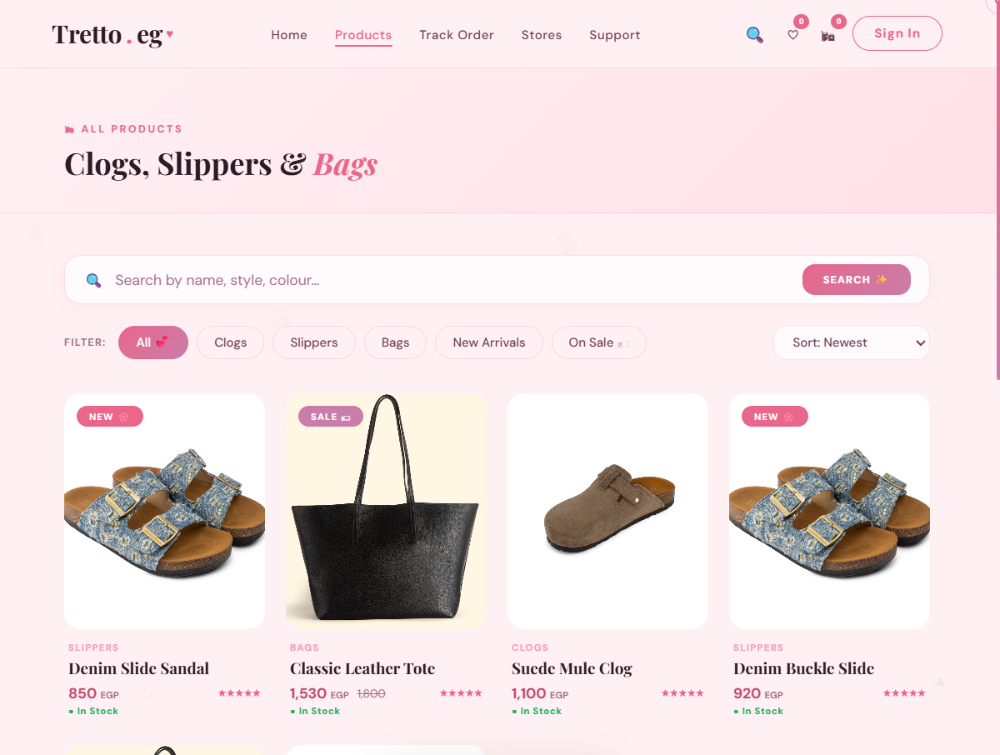 Tretto . eg ♥
Home Products Track Order Stores Support
0 0 Sign In
ALL PRODUCTS
Clogs, Slippers & Bags
Search by name, style, colour...
SEARCH ✨
FILTER: All 💕 Clogs Slippers Bags New Arrivals On Sale 🏷️ Sort: Newest
NEW 🌸 SALE 🏷️ NEW 🌸
SLIPPERS BAGS CLOGS SLIPPERS
Denim Slide Sandal Classic Leather Tote Suede Mule Clog Denim Buckle Slide
850 EGP ★★★★★ 1,530 EGP 1,800 ★★★★★ 1,100 EGP ★★★★★ 920 EGP ★★★★★
● In Stock ● In Stock ● In Stock ● In Stock